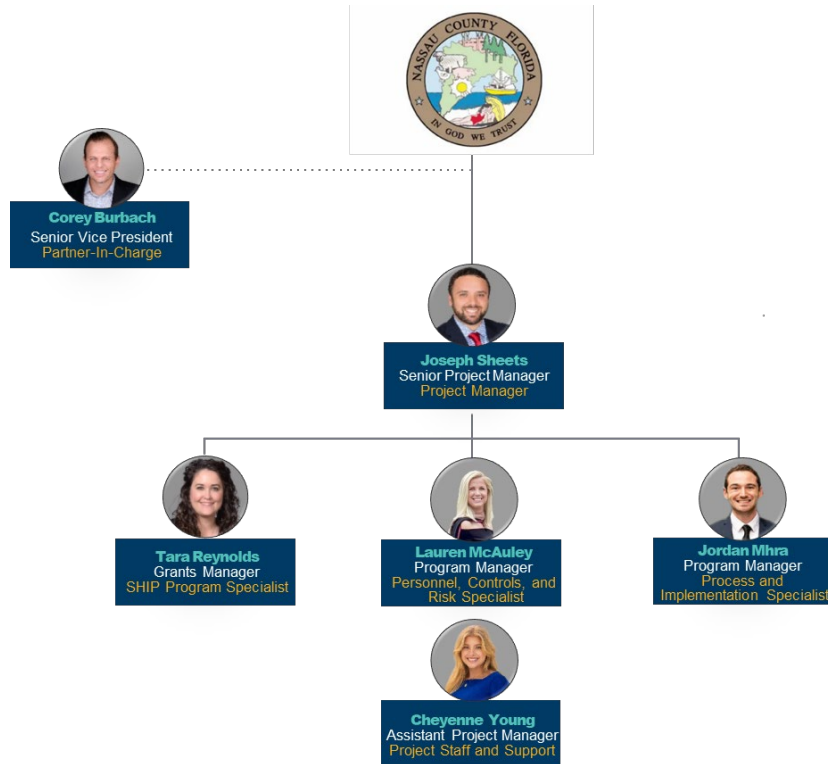 NASSAU COUNTY FLORIDA
IN GOD WE TRUST
Corey Burbach
Senior Vice President
Partner-In-Charge
Joseph Sheets
Senior Project Manager
Project Manager
Tara Reynolds
Grants Manager
SHIP Program Specialist
Lauren McAuley
Program Manager
Personnel, Controls, and
Risk Specialist
Jordan Mhra
Program Manager
Process and
Implementation Specialist
Cheyenne Young
Assistant Project Manager
Project Staff and Support